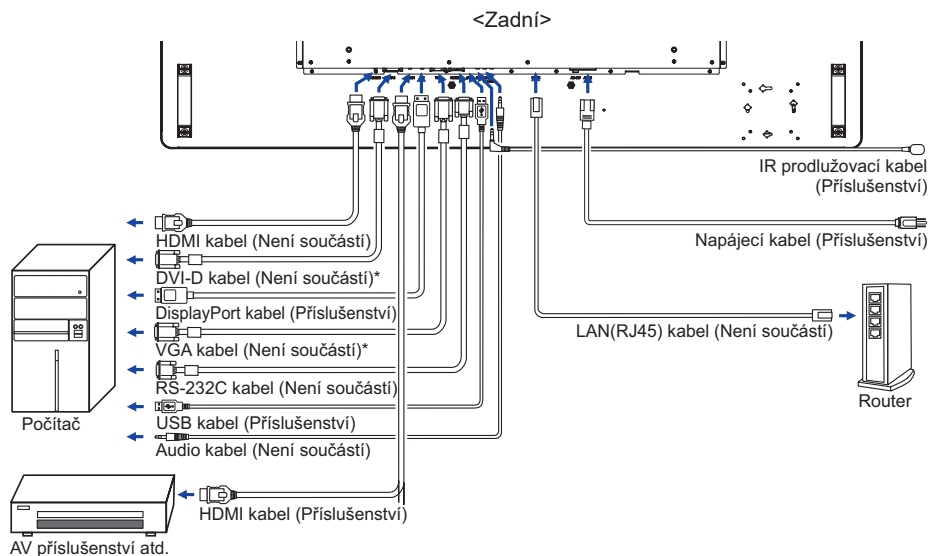 <Zadní>
IR prodlužovací kabel
(Příslušenství)
HDMI kabel (Není součástí)
Napájecí kabel (Příslušenství)
DVI-D kabel (Není součástí)*
DisplayPort kabel (Příslušenství)
LAN(RJ45) kabel (Není součástí)
VGA kabel (Není součástí)*
RS-232C kabel (Není součástí)
Router
Počítač
USB kabel (Příslušenství)
Audio kabel (Není součástí)
HDMI kabel (Příslušenství)
AV příslušenství atd.